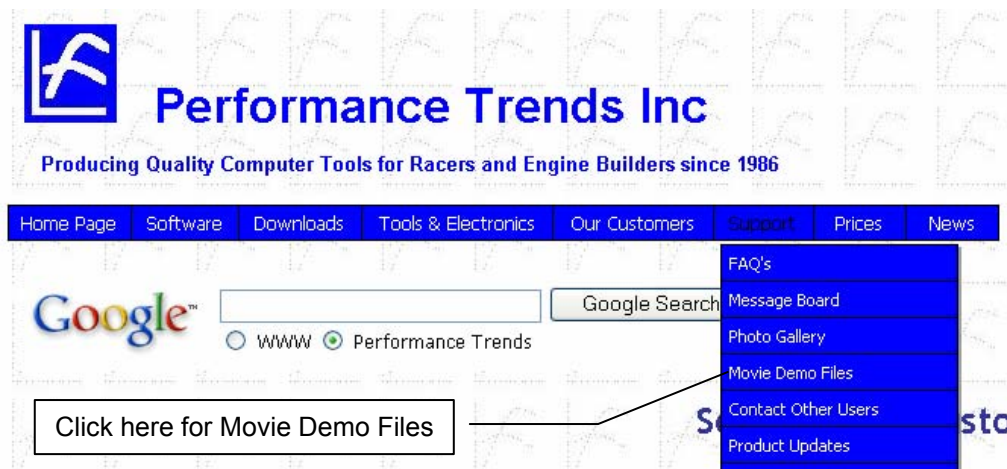 Performance Trends Inc
Producing Quality Computer Tools for Racers and Engine Builders since 1986
Home Page Software Downloads Tools & Electronics Our Customers Support Prices News
FAQ's
Google™ Google Search
Message Board
WWW Performance Trends
Photo Gallery
Movie Demo Files
Click here for Movie Demo Files
Contact Other Users
Product Updates